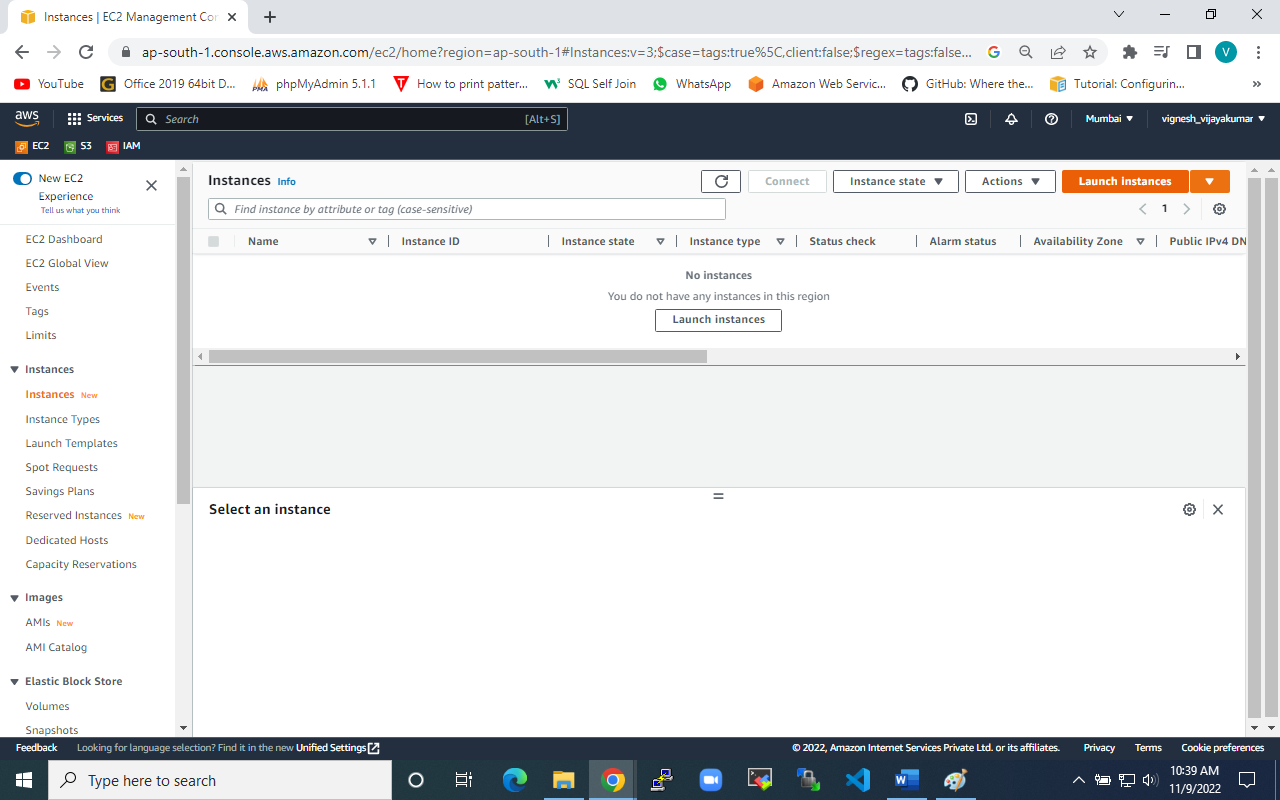 Instances | EC2 Management Con
ap-south-1.console.aws.amazon.com/ec2/home?region=ap-south-1#Instances:v=3;$case=tags:true%5C,client:false;$regex=tags:false...
YouTube Office 2019 64bit D... phpMyAdmin 5.1.1 How to print patter... SQL Self Join WhatsApp Amazon Web Servic... GitHub: Where the... Tutorial: Configurin... »
aws Services Search [Alt+S] Mumbai vignesh_vijayakumar
EC2 S3 IAM
New EC2 Experience
Tell us what you think
EC2 Dashboard
EC2 Global View
Events
Tags
Limits
Instances
Instances New
Instance Types
Launch Templates
Spot Requests
Savings Plans
Reserved Instances New
Dedicated Hosts
Capacity Reservations
Images
AMIs New
AMI Catalog
Elastic Block Store
Volumes
Snapshots
Instances Info Connect Instance state Actions Launch instances
Find instance by attribute or tag (case-sensitive) 1
Name Instance ID Instance state Instance type Status check Alarm status Availability Zone Public IPv4 DN
No instances
You do not have any instances in this region
Launch instances
Select an instance
Feedback Looking for language selection? Find it in the new Unified Settings © 2022, Amazon Internet Services Private Ltd. or its affiliates. Privacy Terms Cookie preferences
Type here to search
10:39 AM
11/9/2022